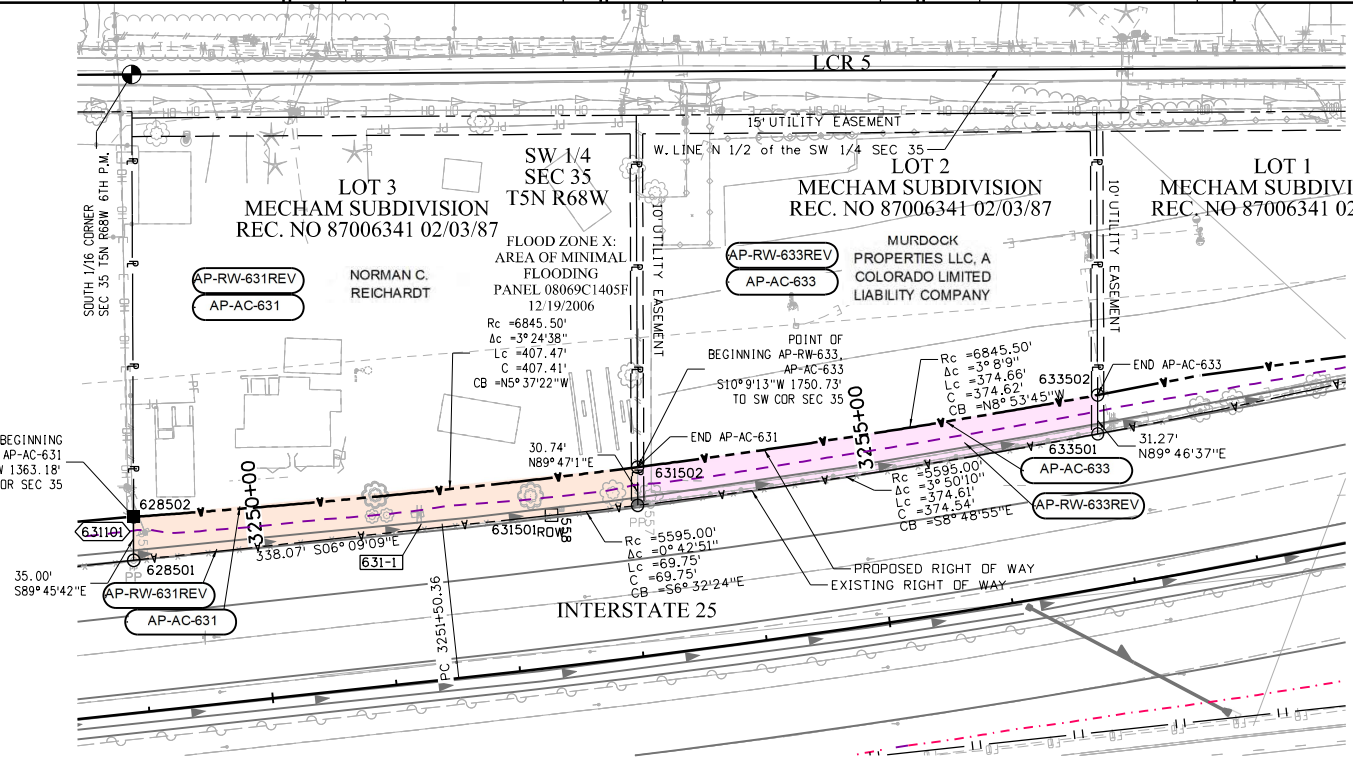 LCR 5
15' UTILITY EASEMENT
W. LINE N 1/2 of the SW 1/4 SEC 35
SOUTH 1/16 CORNER
SEC 35 T5N R68W 6TH P.M.
LOT 3
MECHAM SUBDIVISION
REC. NO 87006341 02/03/87
SW 1/4
SEC 35
T5N R68W
LOT 2
MECHAM SUBDIVISION
REC. NO 87006341 02/03/87
LOT 1
MECHAM SUBDIVI
REC. NO 87006341 02
10' UTILITY EASEMENT
10' UTILITY EASEMENT
FLOOD ZONE X:
AREA OF MINIMAL
FLOODING
PANEL 08069C1405F
12/19/2006
AP-RW-631REV
AP-AC-631
NORMAN C.
REICHARDT
AP-RW-633REV
AP-AC-633
MURDOCK
PROPERTIES LLC, A
COLORADO LIMITED
LIABILITY COMPANY
Rc =6845.50'
Δc =3°24'38"
Lc =407.47'
C =407.41'
CB =N5°37'22"W
POINT OF
BEGINNING AP-RW-633,
AP-AC-633
S10°9'13"W 1750.73'
TO SW COR SEC 35
Rc =6845.50'
Δc =3°8'9"
Lc =374.66'
C =374.62'
CB =N8°53'45"W
633502
END AP-AC-633
BEGINNING
AP-AC-631
W 1363.18'
OR SEC 35
3250+00
3255+00
30.74'
N89°47'1"E
END AP-AC-631
631502
633501
31.27'
N89°46'37"E
AP-AC-633
AP-RW-633REV
628502
631101
628501
338.07' S06°09'09"E
631-1
631501
ROW
558
557
PP
Rc =5595.00'
Δc =0°42'51"
Lc =69.75'
C =69.75'
CB =S6°32'24"E
Rc =5595.00'
Δc =3°50'10"
Lc =374.61'
C =374.54'
CB =S8°48'55"E
PROPOSED RIGHT OF WAY
EXISTING RIGHT OF WAY
35.00'
S89°45'42"E
PP
AP-RW-631REV
AP-AC-631
PC 3251+50.36
INTERSTATE 25